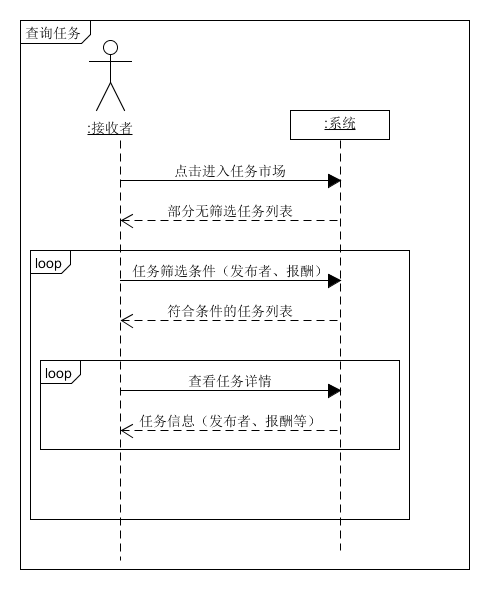 查询任务
:接收者
:系统
点击进入任务市场
部分无筛选任务列表
loop
任务筛选条件（发布者、报酬）
符合条件的任务列表
loop
查看任务详情
任务信息（发布者、报酬等）